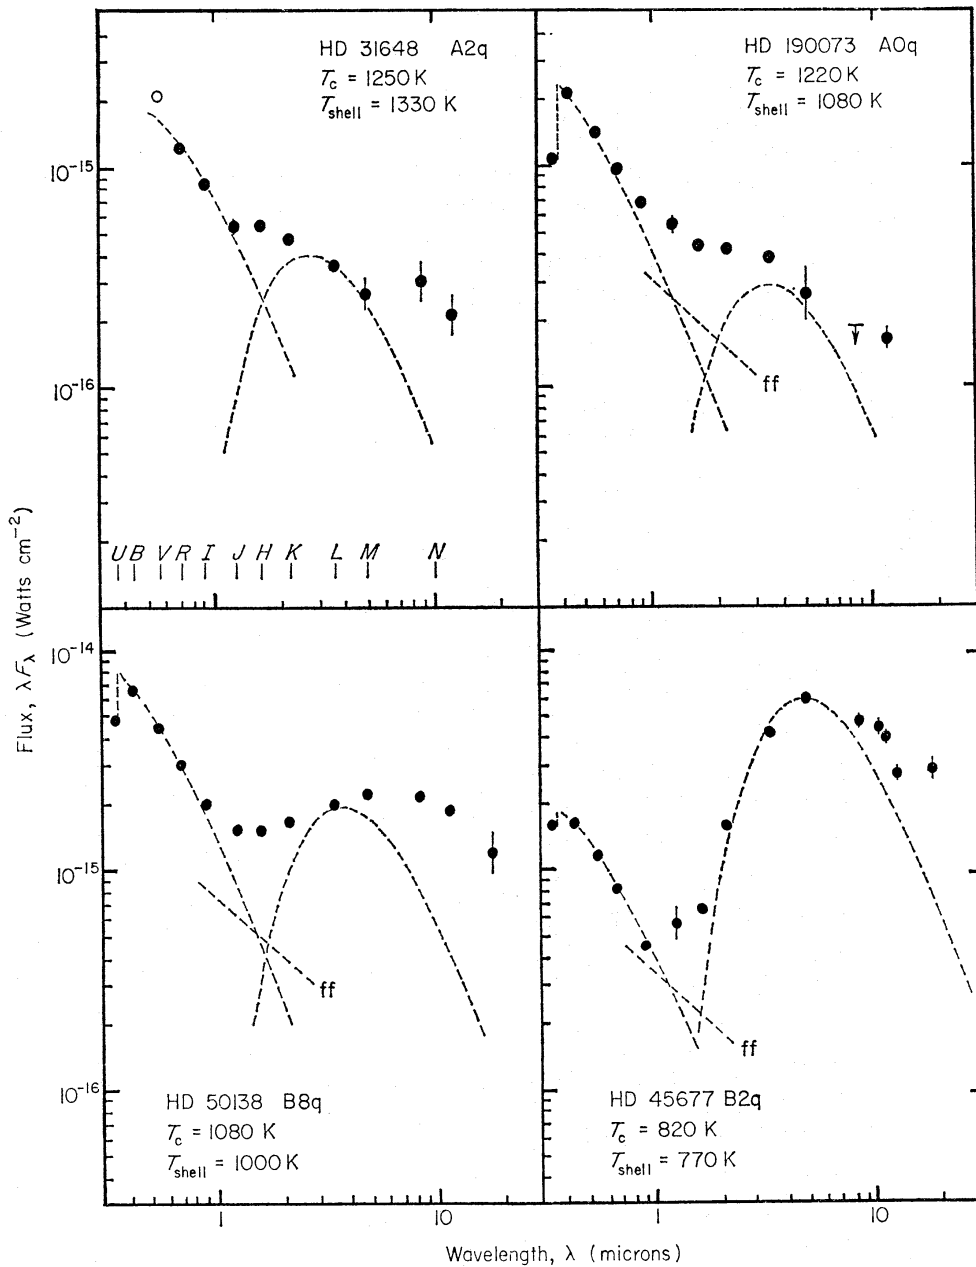 HD 31648 A2q
T_c = 1250 K
T_shell = 1330 K
HD 190073 A0q
T_c = 1220 K
T_shell = 1080 K
10^-15
10^-16
ff
U B V R I J H K L M N
Flux, λF_λ (Watts cm^-2)
10^-14
10^-15
10^-16
ff
HD 50138 B8q
T_c = 1080 K
T_shell = 1000 K
ff
HD 45677 B2q
T_c = 820 K
T_shell = 770 K
1 10 1 10
Wavelength, λ (microns)